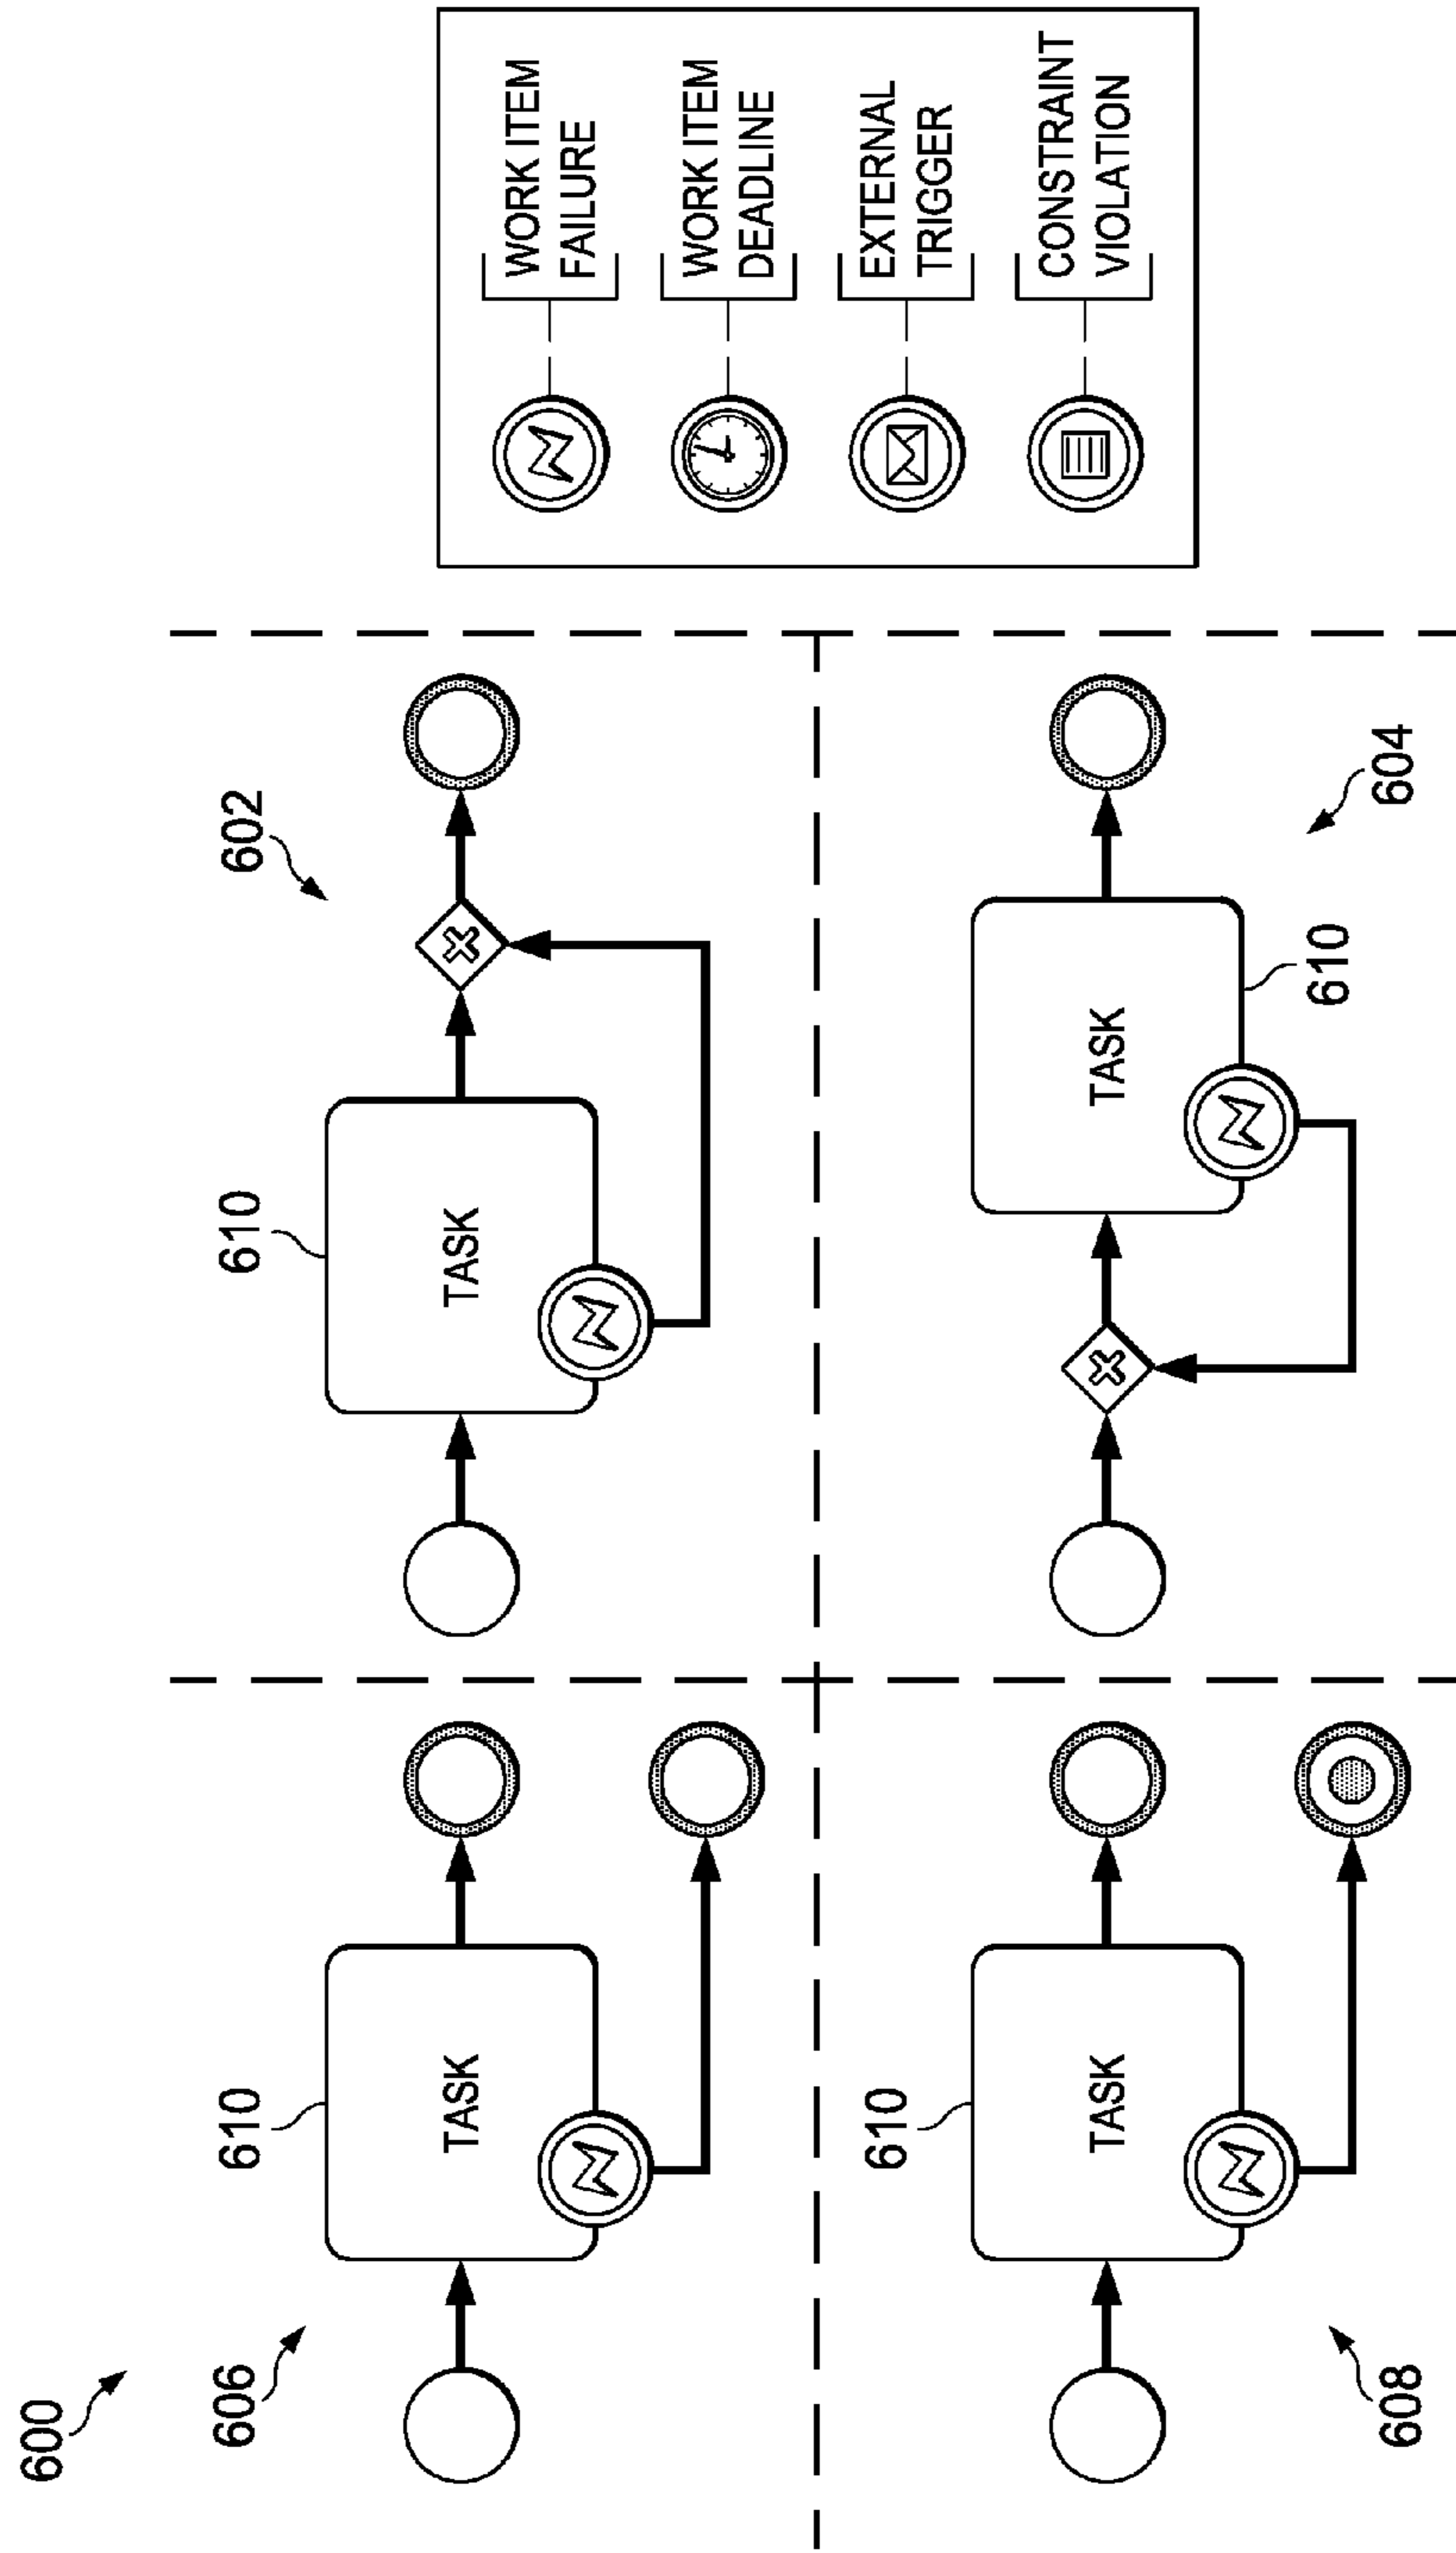 600
606
610
TASK
602
610
TASK
608
610
TASK
604
610
TASK
WORK ITEM
FAILURE
WORK ITEM
DEADLINE
EXTERNAL
TRIGGER
CONSTRAINT
VIOLATION